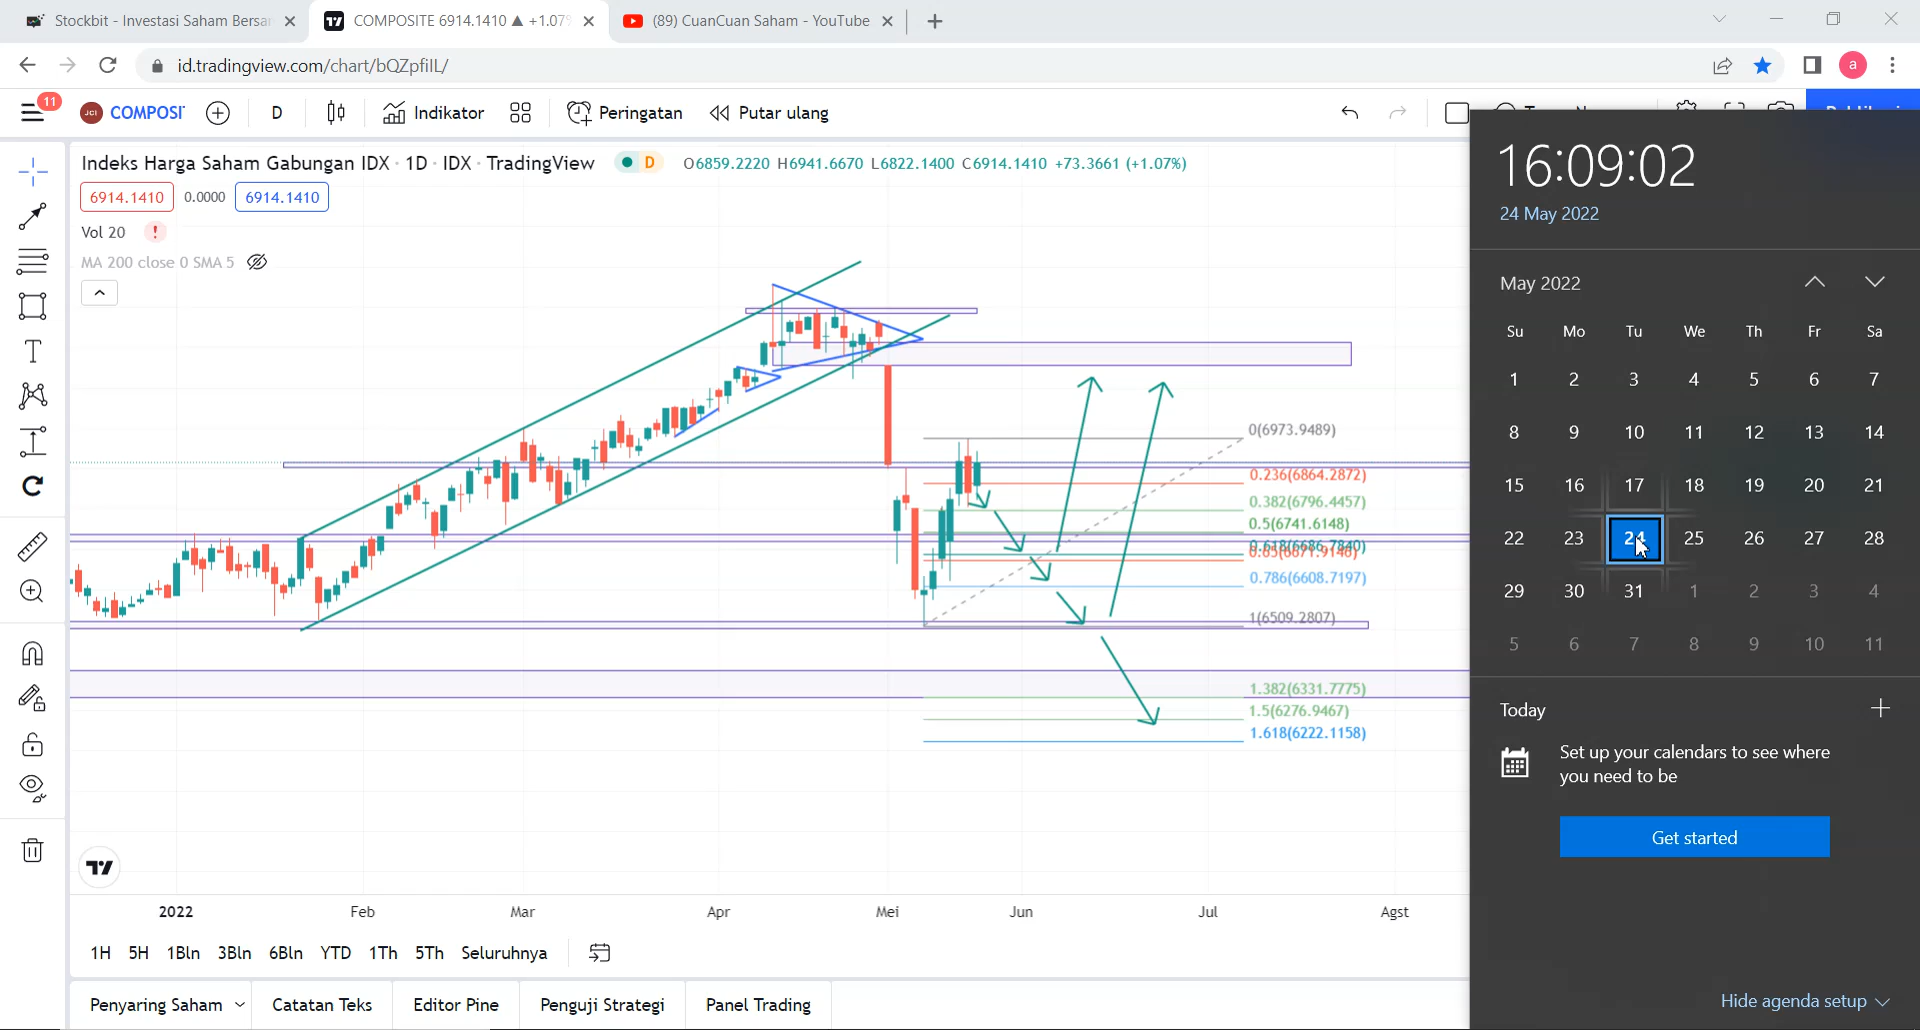 Stockbit - Investasi Saham Bersa
COMPOSITE 6914.1410 ▲ +1.07%
(89) CuanCuan Saham - YouTube
id.tradingview.com/chart/bQZpfilL/
a
11
JCI COMPOSI
D
Indikator
Peringatan
Putar ulang
Indeks Harga Saham Gabungan IDX · 1D · IDX · TradingView
D
O6859.2220 H6941.6670 L6822.1400 C6914.1410 +73.3661 (+1.07%)
6914.1410 0.0000 6914.1410
Vol 20 !
MA 200 close 0 SMA 5
0(6973.9489)
0.236(6864.2872)
0.382(6796.4457)
0.5(6741.6148)
0.618(6686.7840)
0.786(6608.7197)
1(6509.2807)
1.382(6331.7775)
1.5(6276.9467)
1.618(6222.1158)
2022 Feb Mar Apr Mei Jun Jul Agst
1H 5H 1Bln 3Bln 6Bln YTD 1Th 5Th Seluruhnya
Penyaring Saham Catatan Teks Editor Pine Penguji Strategi Panel Trading
16:09:02
24 May 2022
May 2022
Su Mo Tu We Th Fr Sa
1 2 3 4 5 6 7
8 9 10 11 12 13 14
15 16 17 18 19 20 21
22 23 24 25 26 27 28
29 30 31 1 2 3 4
5 6 7 8 9 10 11
Today
Set up your calendars to see where
you need to be
Get started
Hide agenda setup